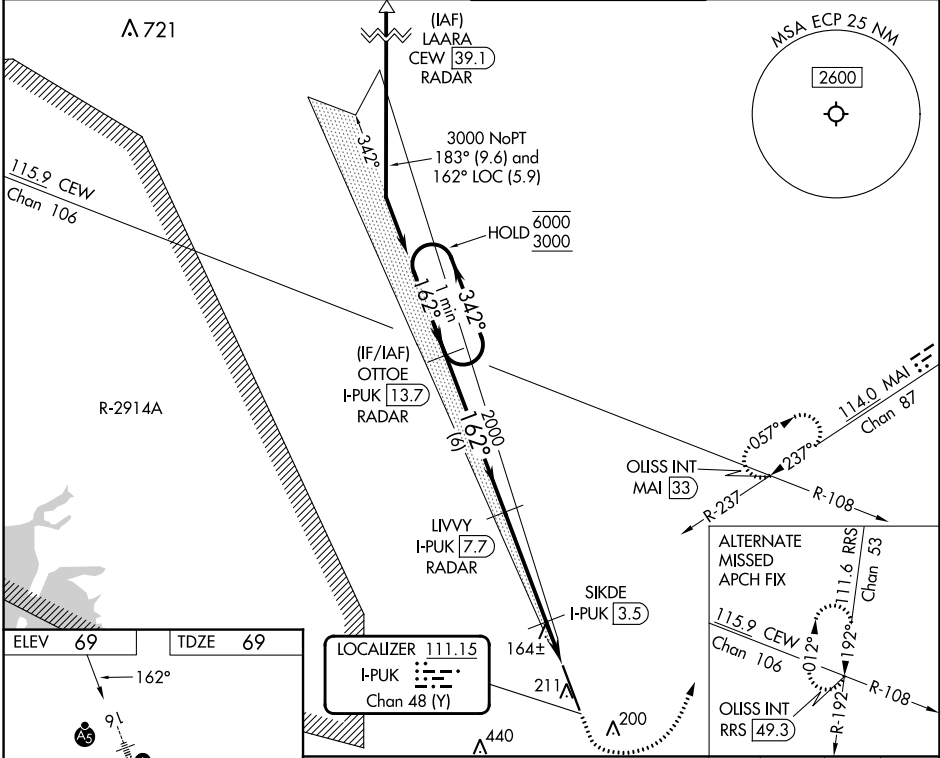 721
(IAF)
LAARA
CEW 39.1
RADAR
MSA ECP 25 NM
2600
342°
3000 NoPT
183° (9.6) and
162° LOC (5.9)
115.9 CEW
Chan 106
HOLD 6000
3000
162°
1 min
342°
(IF/IAF)
OTTOE
I-PUK 13.7
RADAR
R-2914A
2000
162°
(6)
114.0 MAI
Chan 87
057°
237°
OLISS INT
MAI 33
R-108
R-237
LIVVY
I-PUK 7.7
RADAR
ALTERNATE
MISSED
APCH FIX
111.6 RRS
Chan 53
SIKDE
I-PUK 3.5
115.9 CEW
Chan 106
012°
192°
R-108
R-192
OLISS INT
RRS 49.3
ELEV 69
TDZE 69
162°
16
A5
LOCALIZER 111.15
I-PUK
Chan 48 (Y)
164±
211
200
440